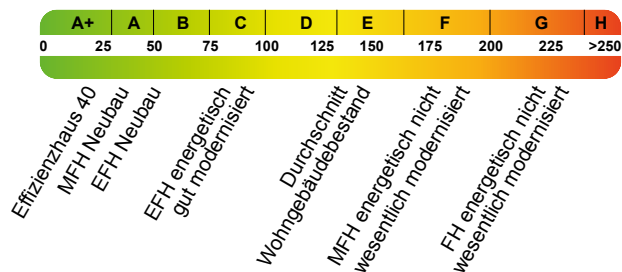 A+ A B C D E F G H
0 25 50 75 100 125 150 175 200 225 >250
Effizienzhaus 40
MFH Neubau
EFH Neubau
EFH energetisch
gut modernisiert
Durchschnitt
Wohngebäudebestand
MFH energetisch nicht
wesentlich modernisiert
FH energetisch nicht
wesentlich modernisiert